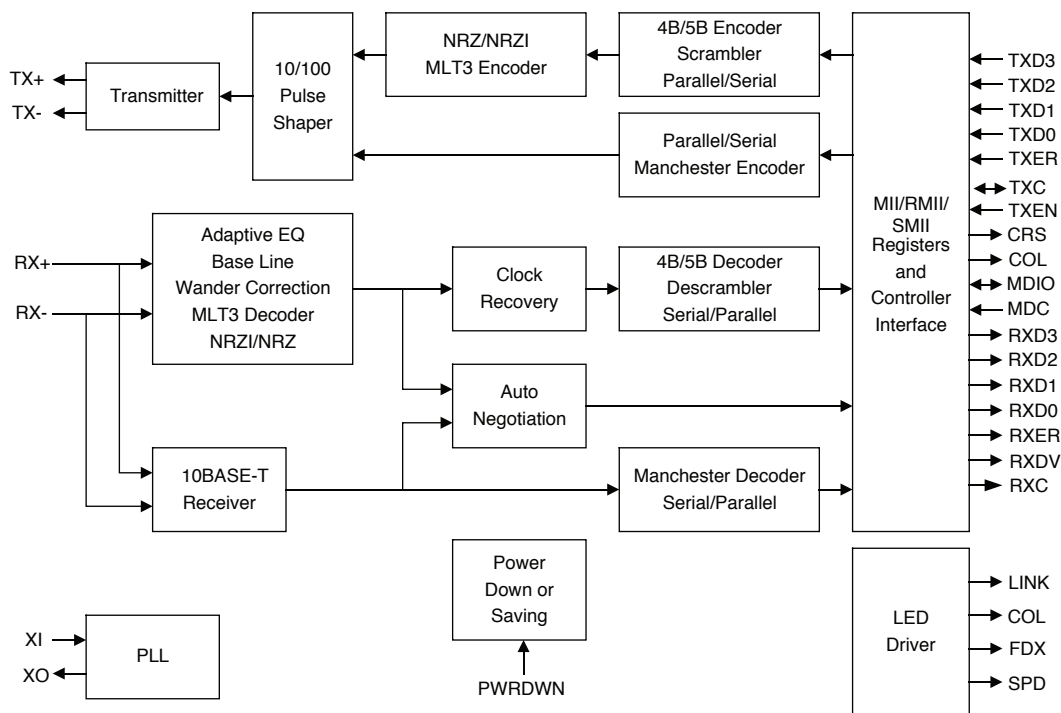 TX+
TX-
Transmitter
10/100
Pulse
Shaper
NRZ/NRZI
MLT3 Encoder
4B/5B Encoder
Scrambler
Parallel/Serial
Parallel/Serial
Manchester Encoder
RX+
RX-
Adaptive EQ
Base Line
Wander Correction
MLT3 Decoder
NRZI/NRZ
Clock
Recovery
4B/5B Decoder
Descrambler
Serial/Parallel
Auto
Negotiation
10BASE-T
Receiver
Manchester Decoder
Serial/Parallel
MII/RMII/
SMII
Registers
and
Controller
Interface
TXD3
TXD2
TXD1
TXD0
TXER
TXC
TXEN
CRS
COL
MDIO
MDC
RXD3
RXD2
RXD1
RXD0
RXER
RXDV
RXC
XI
XO
PLL
Power
Down or
Saving
PWRDWN
LED
Driver
LINK
COL
FDX
SPD